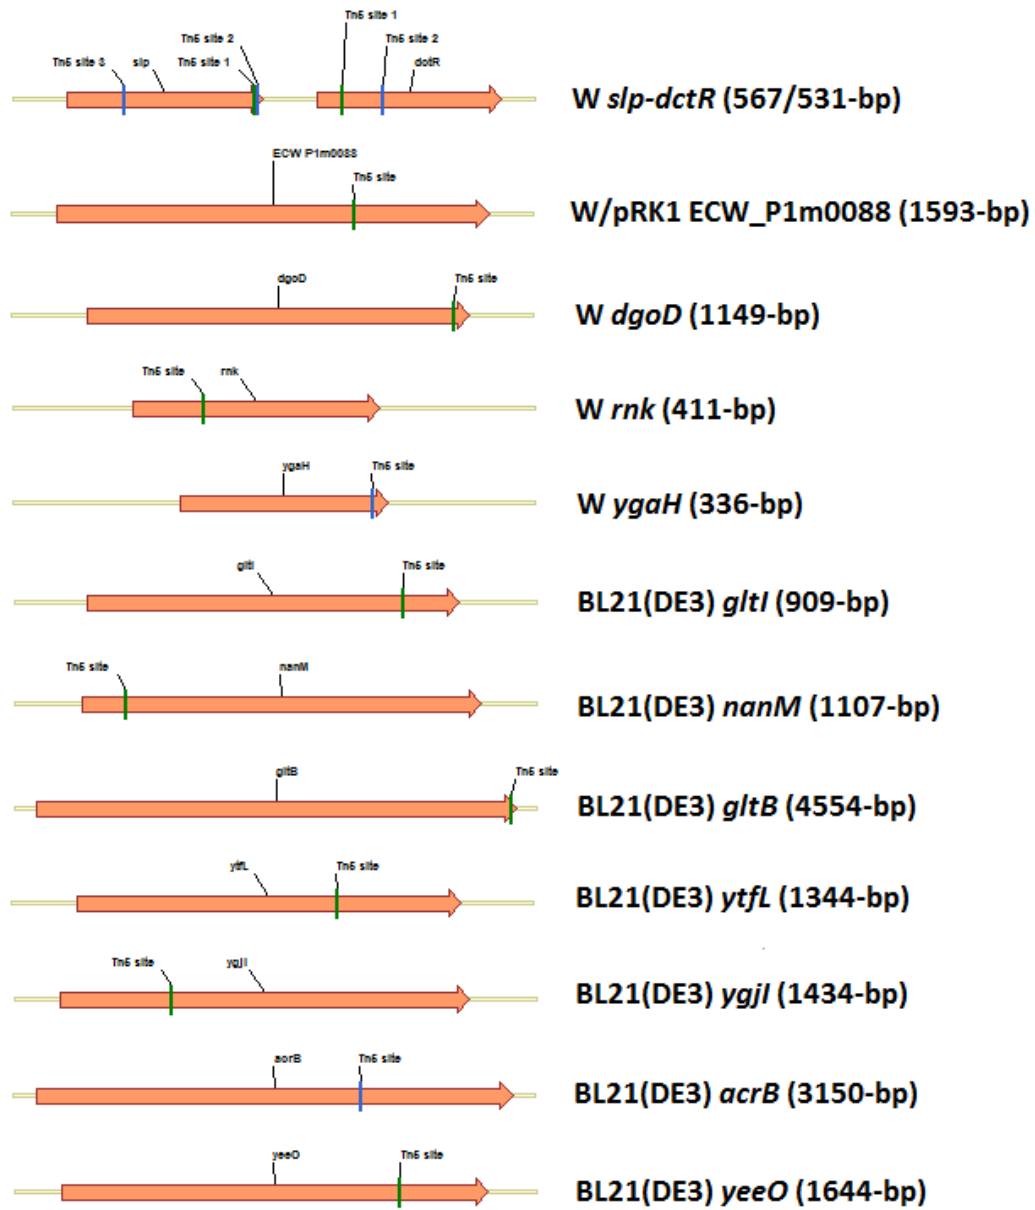 Tn5 site 1
Tn5 site 2
Tn5 site 2
Tn5 site 3
slp
Tn5 site 1
dctR
W slp-dctR (567/531-bp)
ECW P1m0088
Tn5 site
W/pRK1 ECW_P1m0088 (1593-bp)
dgoD
Tn5 site
W dgoD (1149-bp)
Tn5 site
rnk
W rnk (411-bp)
ygaH
Tn5 site
W ygaH (336-bp)
gltI
Tn5 site
BL21(DE3) gltI (909-bp)
Tn5 site
nanM
BL21(DE3) nanM (1107-bp)
gltB
Tn5 site
BL21(DE3) gltB (4554-bp)
ytfL
Tn5 site
BL21(DE3) ytfL (1344-bp)
Tn5 site
ygjI
BL21(DE3) ygjI (1434-bp)
acrB
Tn5 site
BL21(DE3) acrB (3150-bp)
yeeO
Tn5 site
BL21(DE3) yeeO (1644-bp)